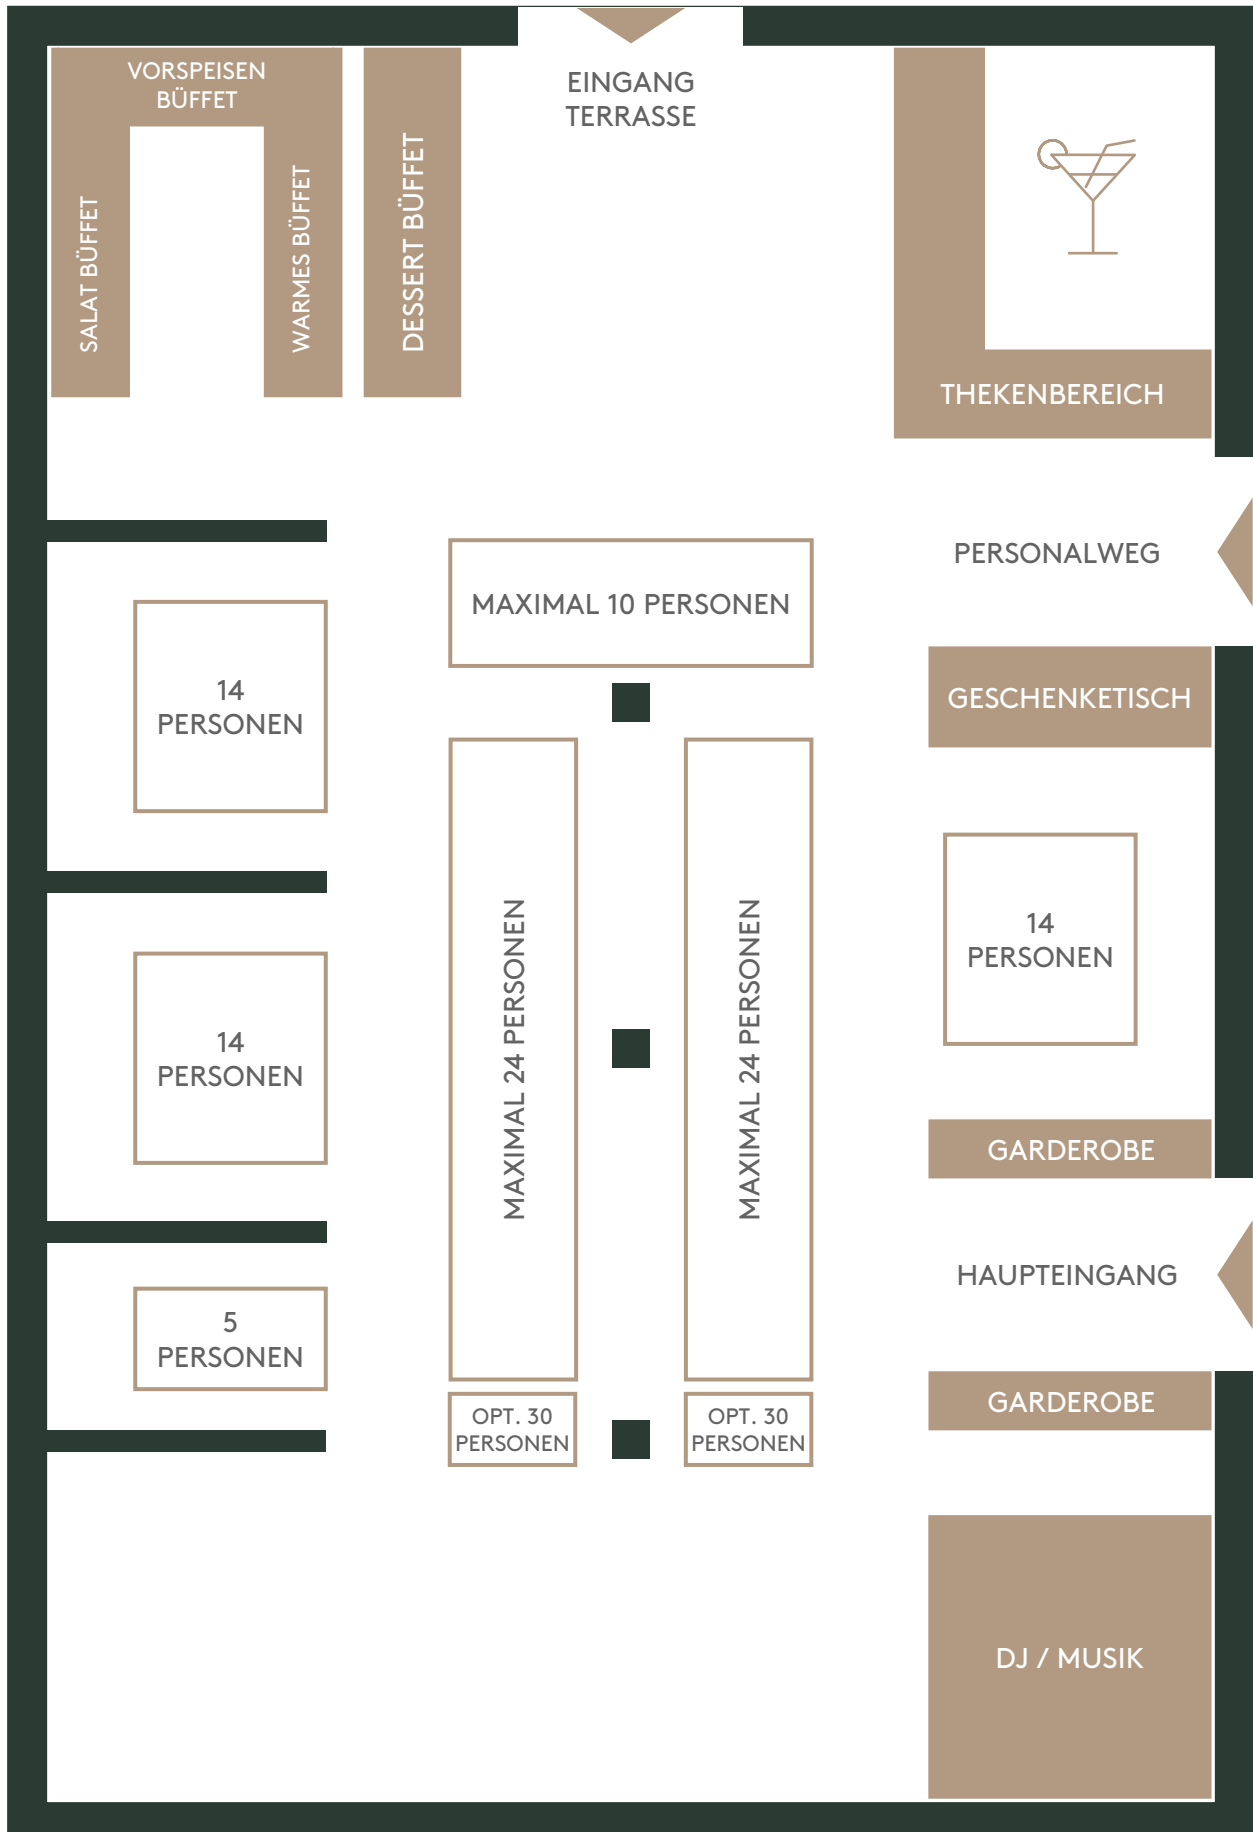 VORSPEISEN
BÜFFET
SALAT BÜFFET
WARMES BÜFFET
DESSERT BÜFFET
EINGANG
TERRASSE
THEKENBEREICH
PERSONALWEG
MAXIMAL 10 PERSONEN
14
PERSONEN
GESCHENKETISCH
MAXIMAL 24 PERSONEN
MAXIMAL 24 PERSONEN
14
PERSONEN
14
PERSONEN
GARDEROBE
HAUPTEINGANG
5
PERSONEN
OPT. 30
PERSONEN
OPT. 30
PERSONEN
GARDEROBE
DJ / MUSIK